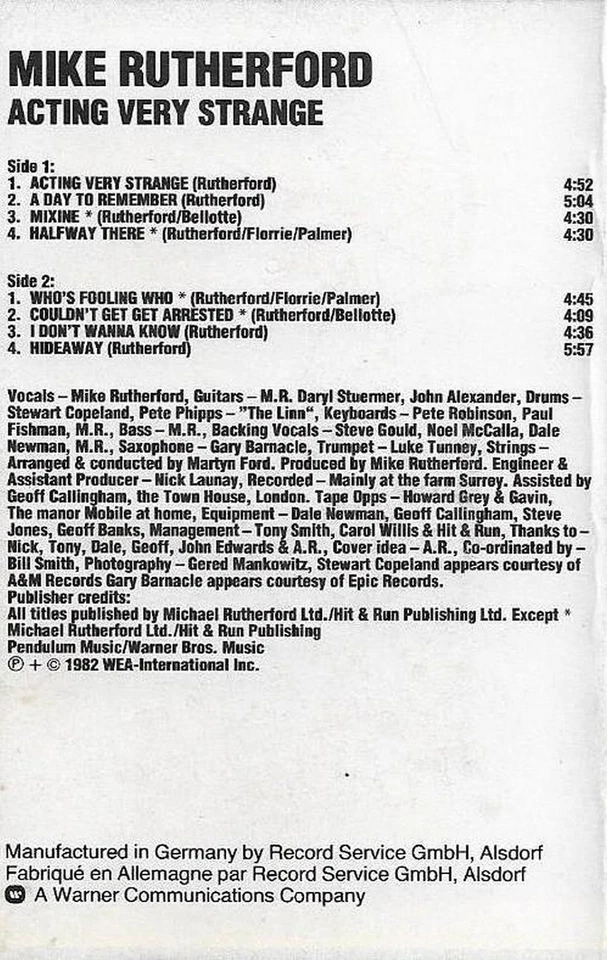 MIKE RUTHERFORD
ACTING VERY STRANGE
Side 1:
1. ACTING VERY STRANGE (Rutherford) 4:52
2. A DAY TO REMEMBER (Rutherford) 5:04
3. MIXINE * (Rutherford/Bellotte) 4:30
4. HALFWAY THERE * (Rutherford/Florrie/Palmer) 4:30
Side 2:
1. WHO'S FOOLING WHO * (Rutherford/Florrie/Palmer) 4:45
2. COULDN'T GET GET ARRESTED * (Rutherford/Bellotte) 4:09
3. I DON'T WANNA KNOW (Rutherford) 4:36
4. HIDEAWAY (Rutherford) 5:57
Vocals – Mike Rutherford, Guitars – M.R. Daryl Stuermer, John Alexander, Drums –
Stewart Copeland, Pete Phipps – "The Linn", Keyboards – Pete Robinson, Paul
Fishman, M.R., Bass – M.R., Backing Vocals – Steve Gould, Noel McCalla, Dale
Newman, M.R., Saxophone – Gary Barnacle, Trumpet – Luke Tunney, Strings –
Arranged & conducted by Martyn Ford. Produced by Mike Rutherford. Engineer &
Assistant Producer – Nick Launay, Recorded – Mainly at the farm Surrey. Assisted by
Geoff Callingham, the Town House, London. Tape Opps – Howard Grey & Gavin,
The manor Mobile at home, Equipment – Dale Newman, Geoff Callingham, Steve
Jones, Geoff Banks, Management – Tony Smith, Carol Willis & Hit & Run, Thanks to –
Nick, Tony, Dale, Geoff, John Edwards & A.R., Cover idea – A.R., Co-ordinated by –
Bill Smith, Photography – Gered Mankowitz, Stewart Copeland appears courtesy of
A&M Records Gary Barnacle appears courtesy of Epic Records.
Publisher credits:
All titles published by Michael Rutherford Ltd./Hit & Run Publishing Ltd. Except *
Michael Rutherford Ltd./Hit & Run Publishing
Pendulum Music/Warner Bros. Music
℗ + © 1982 WEA-International Inc.
Manufactured in Germany by Record Service GmbH, Alsdorf
Fabriqué en Allemagne par Record Service GmbH, Alsdorf
A Warner Communications Company